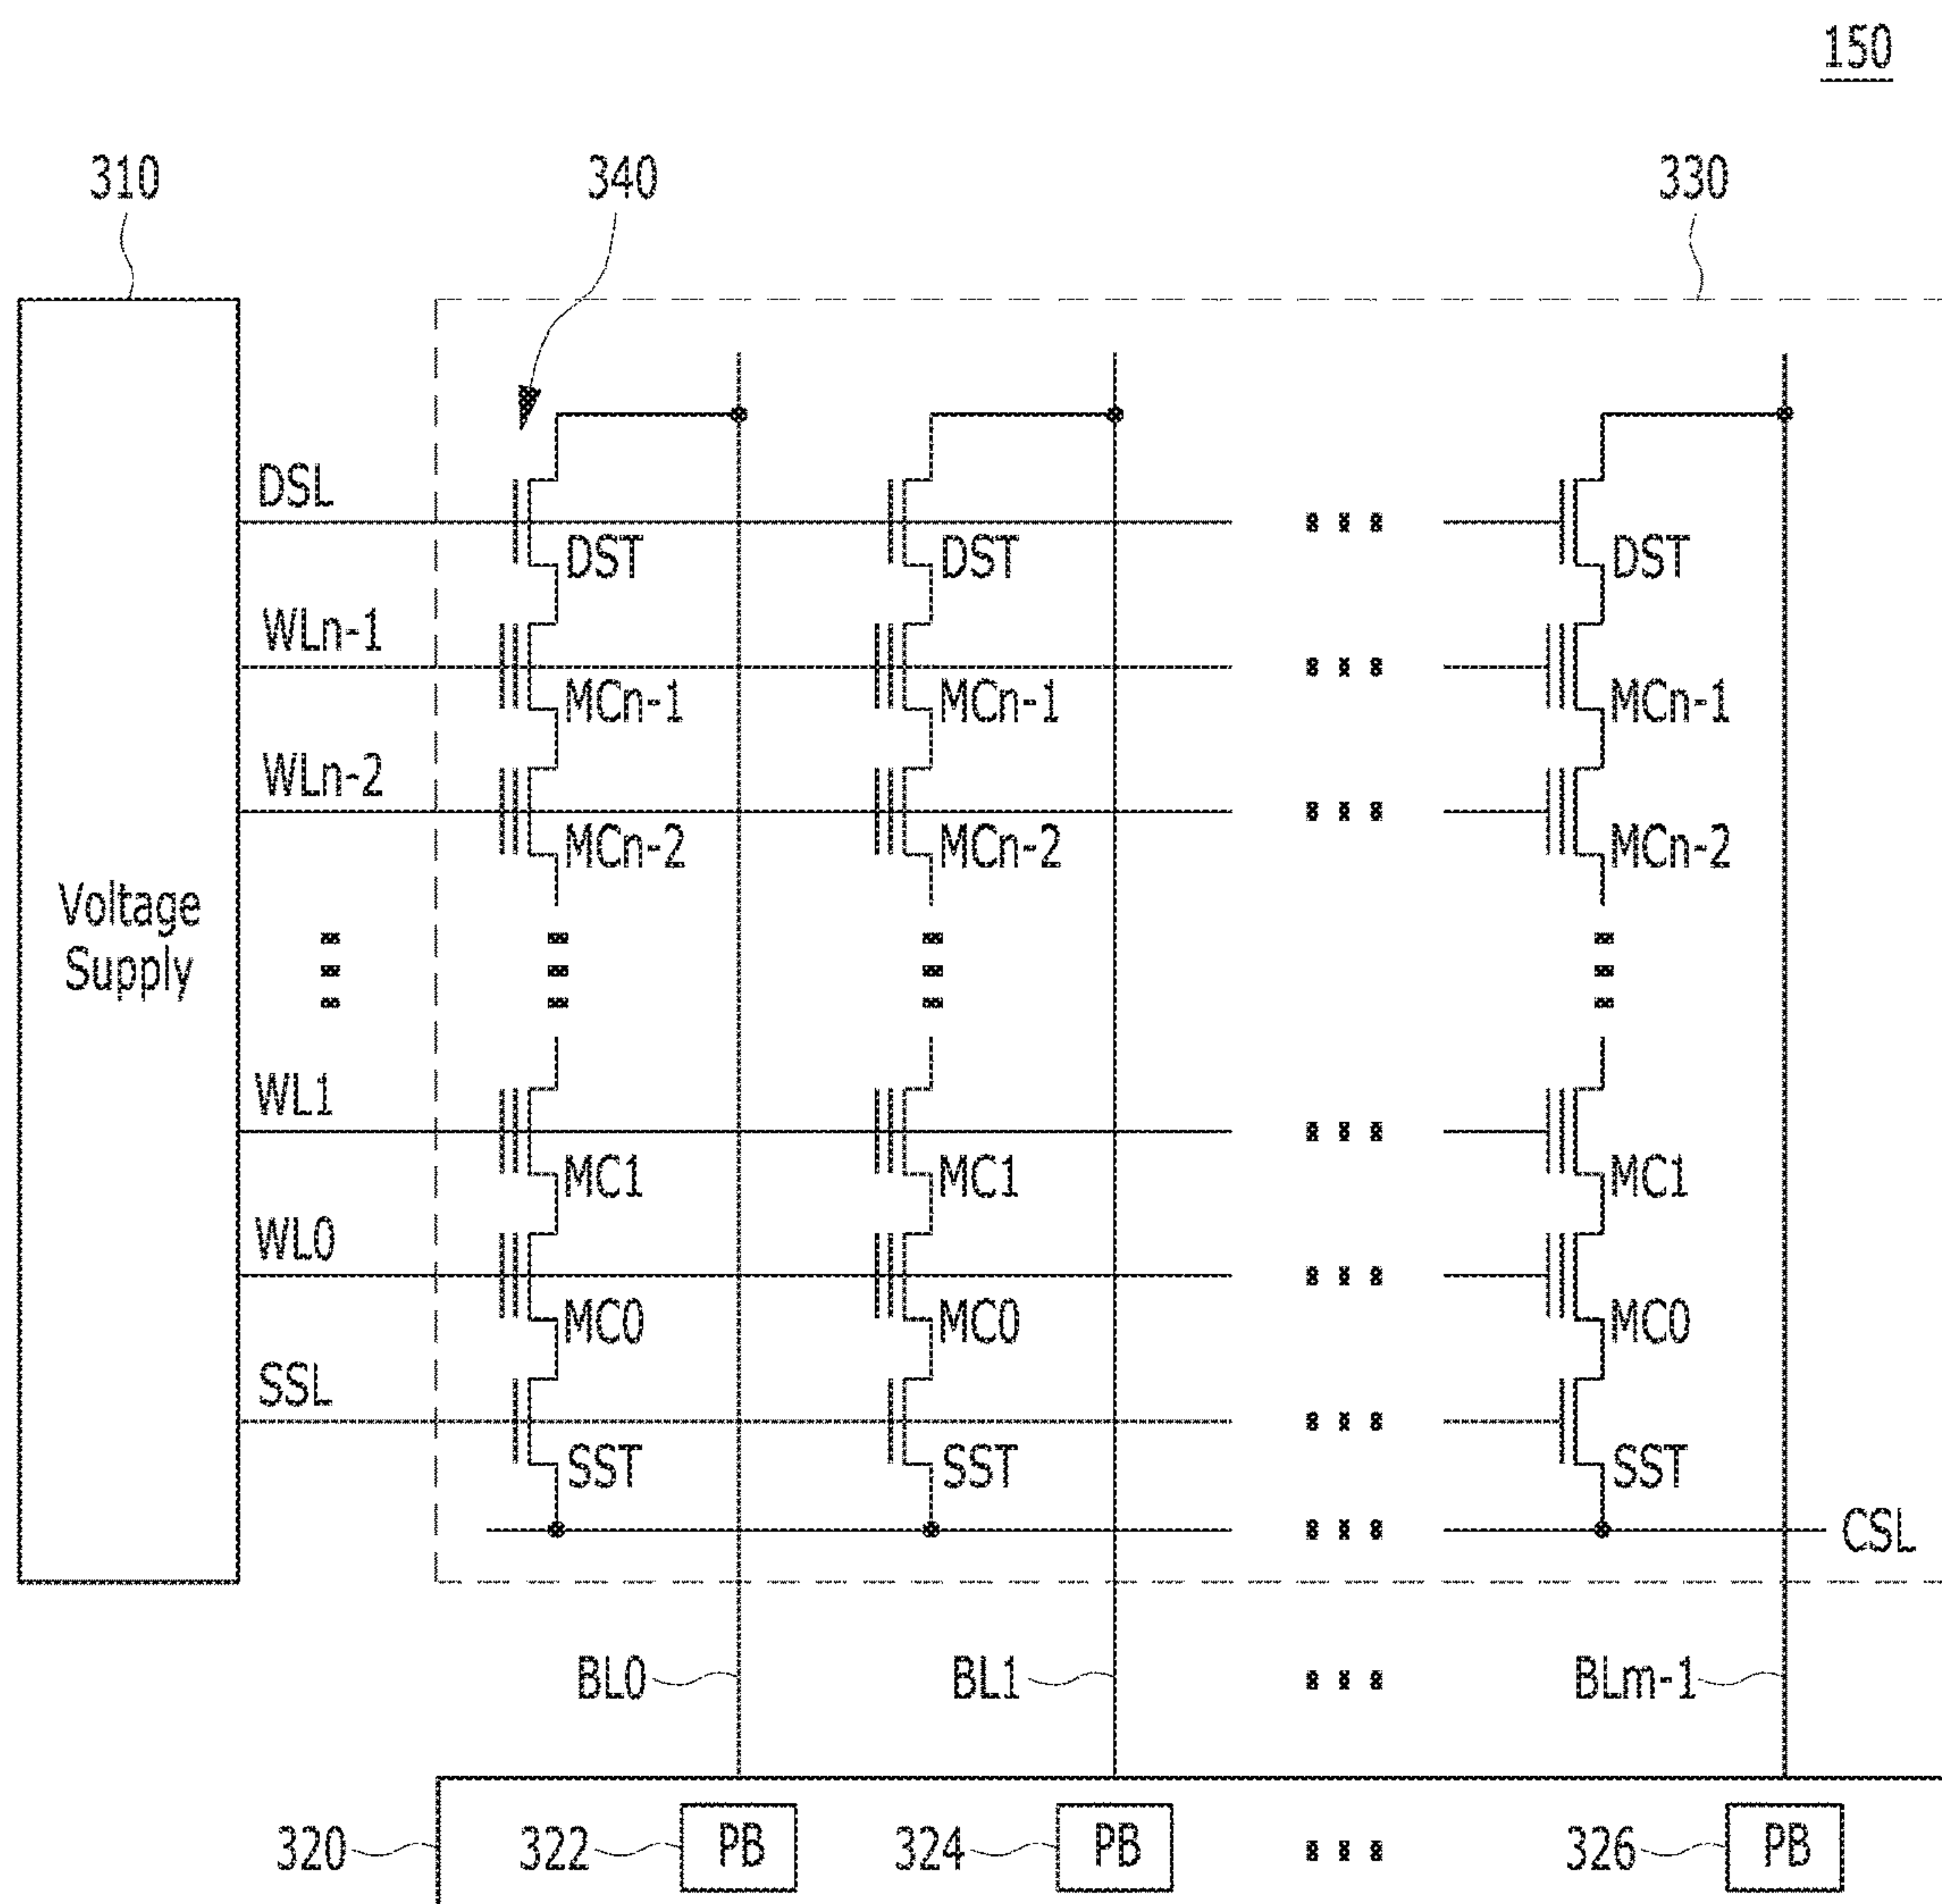 150
310 340 330
DSL
DST DST DST
WLn-1
MCn-1 MCn-1 MCn-1
WLn-2
MCn-2 MCn-2 MCn-2
Voltage
Supply
WL1
MC1 MC1 MC1
WL0
MC0 MC0 MC0
SSL
SST SST SST
CSL
BL0 BL1 BLm-1
320 322 PB 324 PB 326 PB